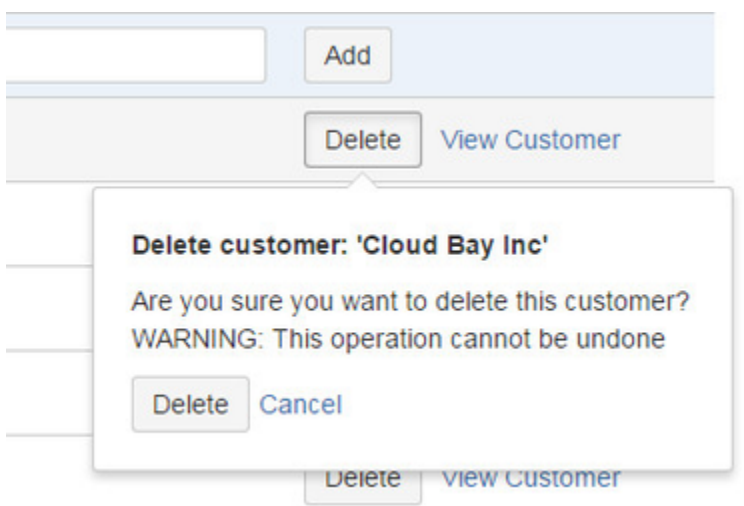 Add
Delete View Customer
Delete customer: 'Cloud Bay Inc'
Are you sure you want to delete this customer?
WARNING: This operation cannot be undone
Delete Cancel
Delete View Customer